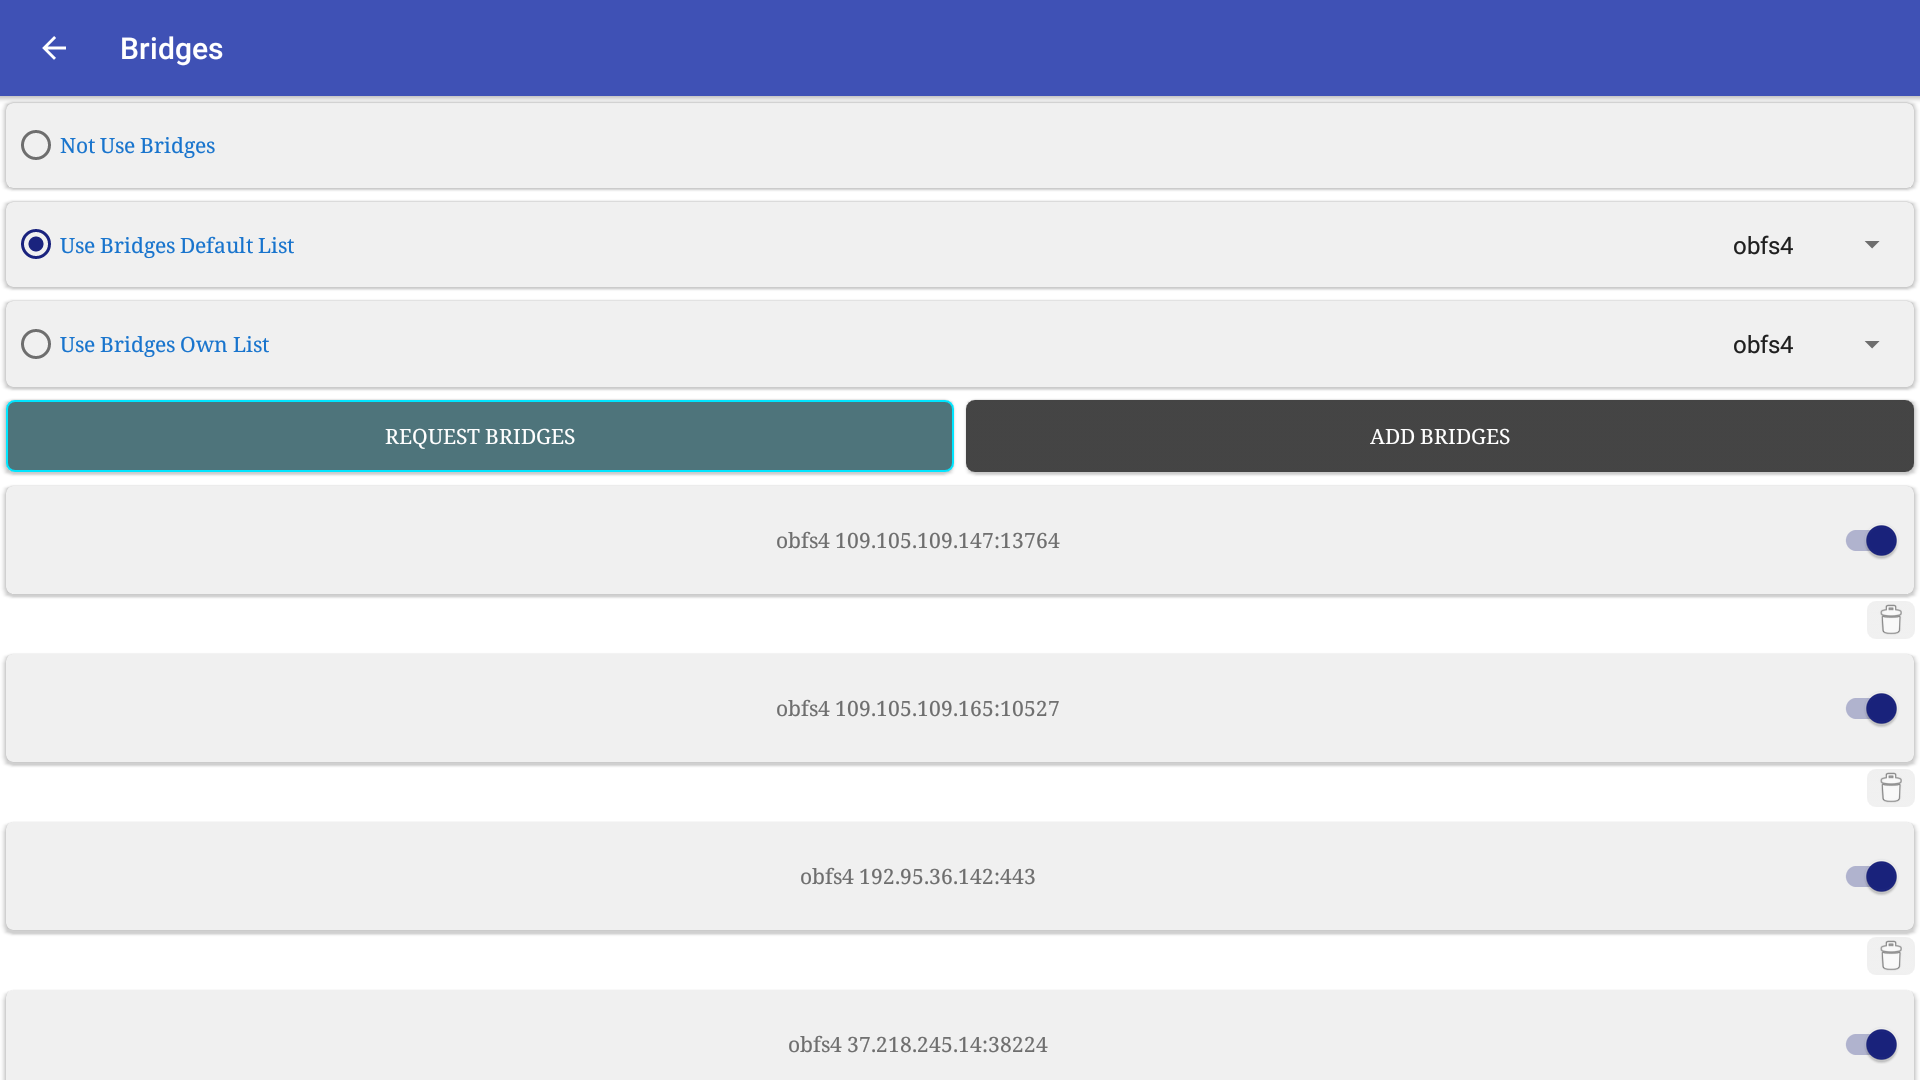 Bridges
Not Use Bridges
Use Bridges Default List obfs4
Use Bridges Own List obfs4
REQUEST BRIDGES ADD BRIDGES
obfs4 109.105.109.147:13764
obfs4 109.105.109.165:10527
obfs4 192.95.36.142:443
obfs4 37.218.245.14:38224